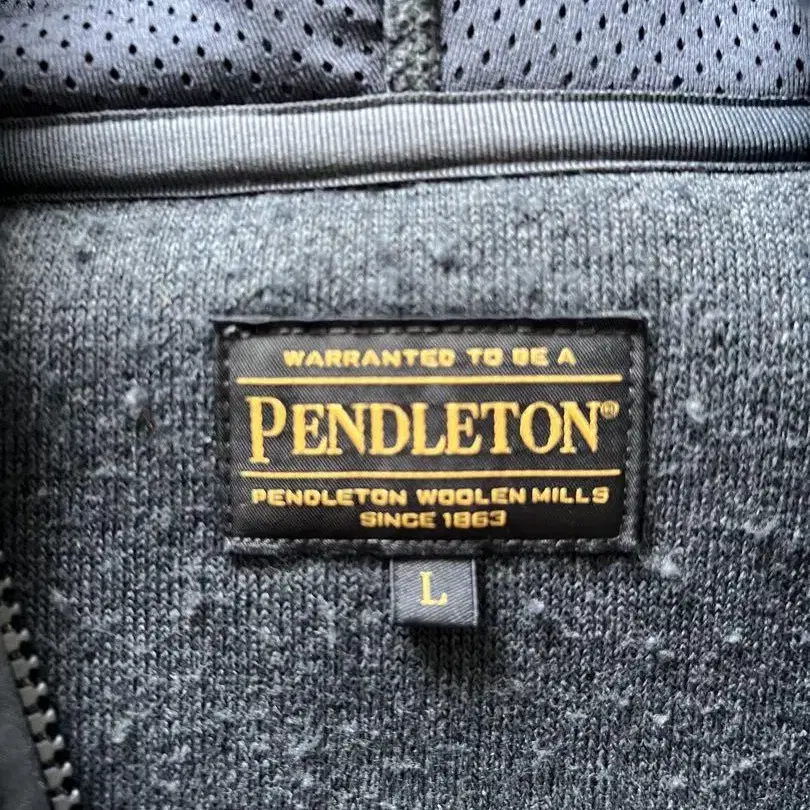 WARRANTED TO BE A
PENDLETON®
PENDLETON WOOLEN MILLS
SINCE 1863
L